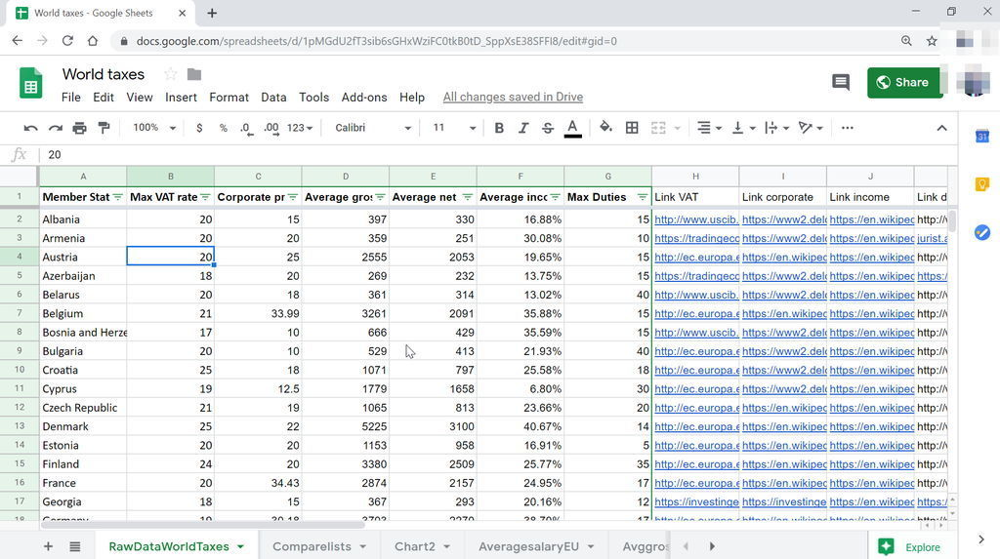 World taxes - Google Sheets
docs.google.com/spreadsheets/d/1pMGdU2fT3sib6sGHxWziFC0tkB0tD_SppXsE38SFFI8/edit#gid=0
World taxes
File Edit View Insert Format Data Tools Add-ons Help All changes saved in Drive
Share
100% $ % .0 .00 123 Calibri 11 B I S A
31
fx 20
A B C D E F G H I J
1 Member Stat Max VAT rate Corporate pr Average gros Average net Average inco Max Duties Link VAT Link corporate Link income Link d
2 Albania 20 15 397 330 16.88% 15 http://www.uscib. https://www2.delo https://en.wikipec http://
3 Armenia 20 20 359 251 30.08% 10 https://tradingecc https://www2.delo https://en.wikipec jurist.a
4 Austria 20 25 2555 2053 19.65% 15 http://ec.europa.e https://www2.delo https://en.wikipec http://
5 Azerbaijan 18 20 269 232 13.75% 15 https://tradingecc https://www2.delo https://en.wikipec https:/
6 Belarus 20 18 361 314 13.02% 40 http://www.uscib. https://www2.delo https://en.wikipec http://
7 Belgium 21 33.99 3261 2091 35.88% 15 http://ec.europa.e https://www2.delo https://en.wikipec http://
8 Bosnia and Herze 17 10 666 429 35.59% 15 http://www.uscib. https://www2.delo https://en.wikipec http://
9 Bulgaria 20 10 529 413 21.93% 40 http://ec.europa.e https://www2.delo https://en.wikipec http://
10 Croatia 25 18 1071 797 25.58% 18 http://ec.europa.e https://www2.delo https://en.wikipec http://
11 Cyprus 19 12.5 1779 1658 6.80% 30 http://ec.europa.e https://www2.delo https://en.wikipec http://
12 Czech Republic 21 19 1065 813 23.66% 20 http://ec.europa.e https://en.wikipec https://en.wikipec http://
13 Denmark 25 22 5225 3100 40.67% 14 http://ec.europa.e https://en.wikipec https://en.wikipec http://
14 Estonia 20 20 1153 958 16.91% 5 http://ec.europa.e https://en.wikipec https://en.wikipec http://
15 Finland 24 20 3380 2509 25.77% 35 http://ec.europa.e https://en.wikipec https://en.wikipec http://
16 France 20 34.43 2874 2157 24.95% 17 http://ec.europa.e https://en.wikipec https://en.wikipec http://
17 Georgia 18 15 367 293 20.16% 12 https://investinge https://investinge https://en.wikipec https:/
18 Germany 19 30.18 3703 2270 38.70% 17
RawDataWorldTaxes Comparelists Chart2 AveragesalaryEU Avggros Explore